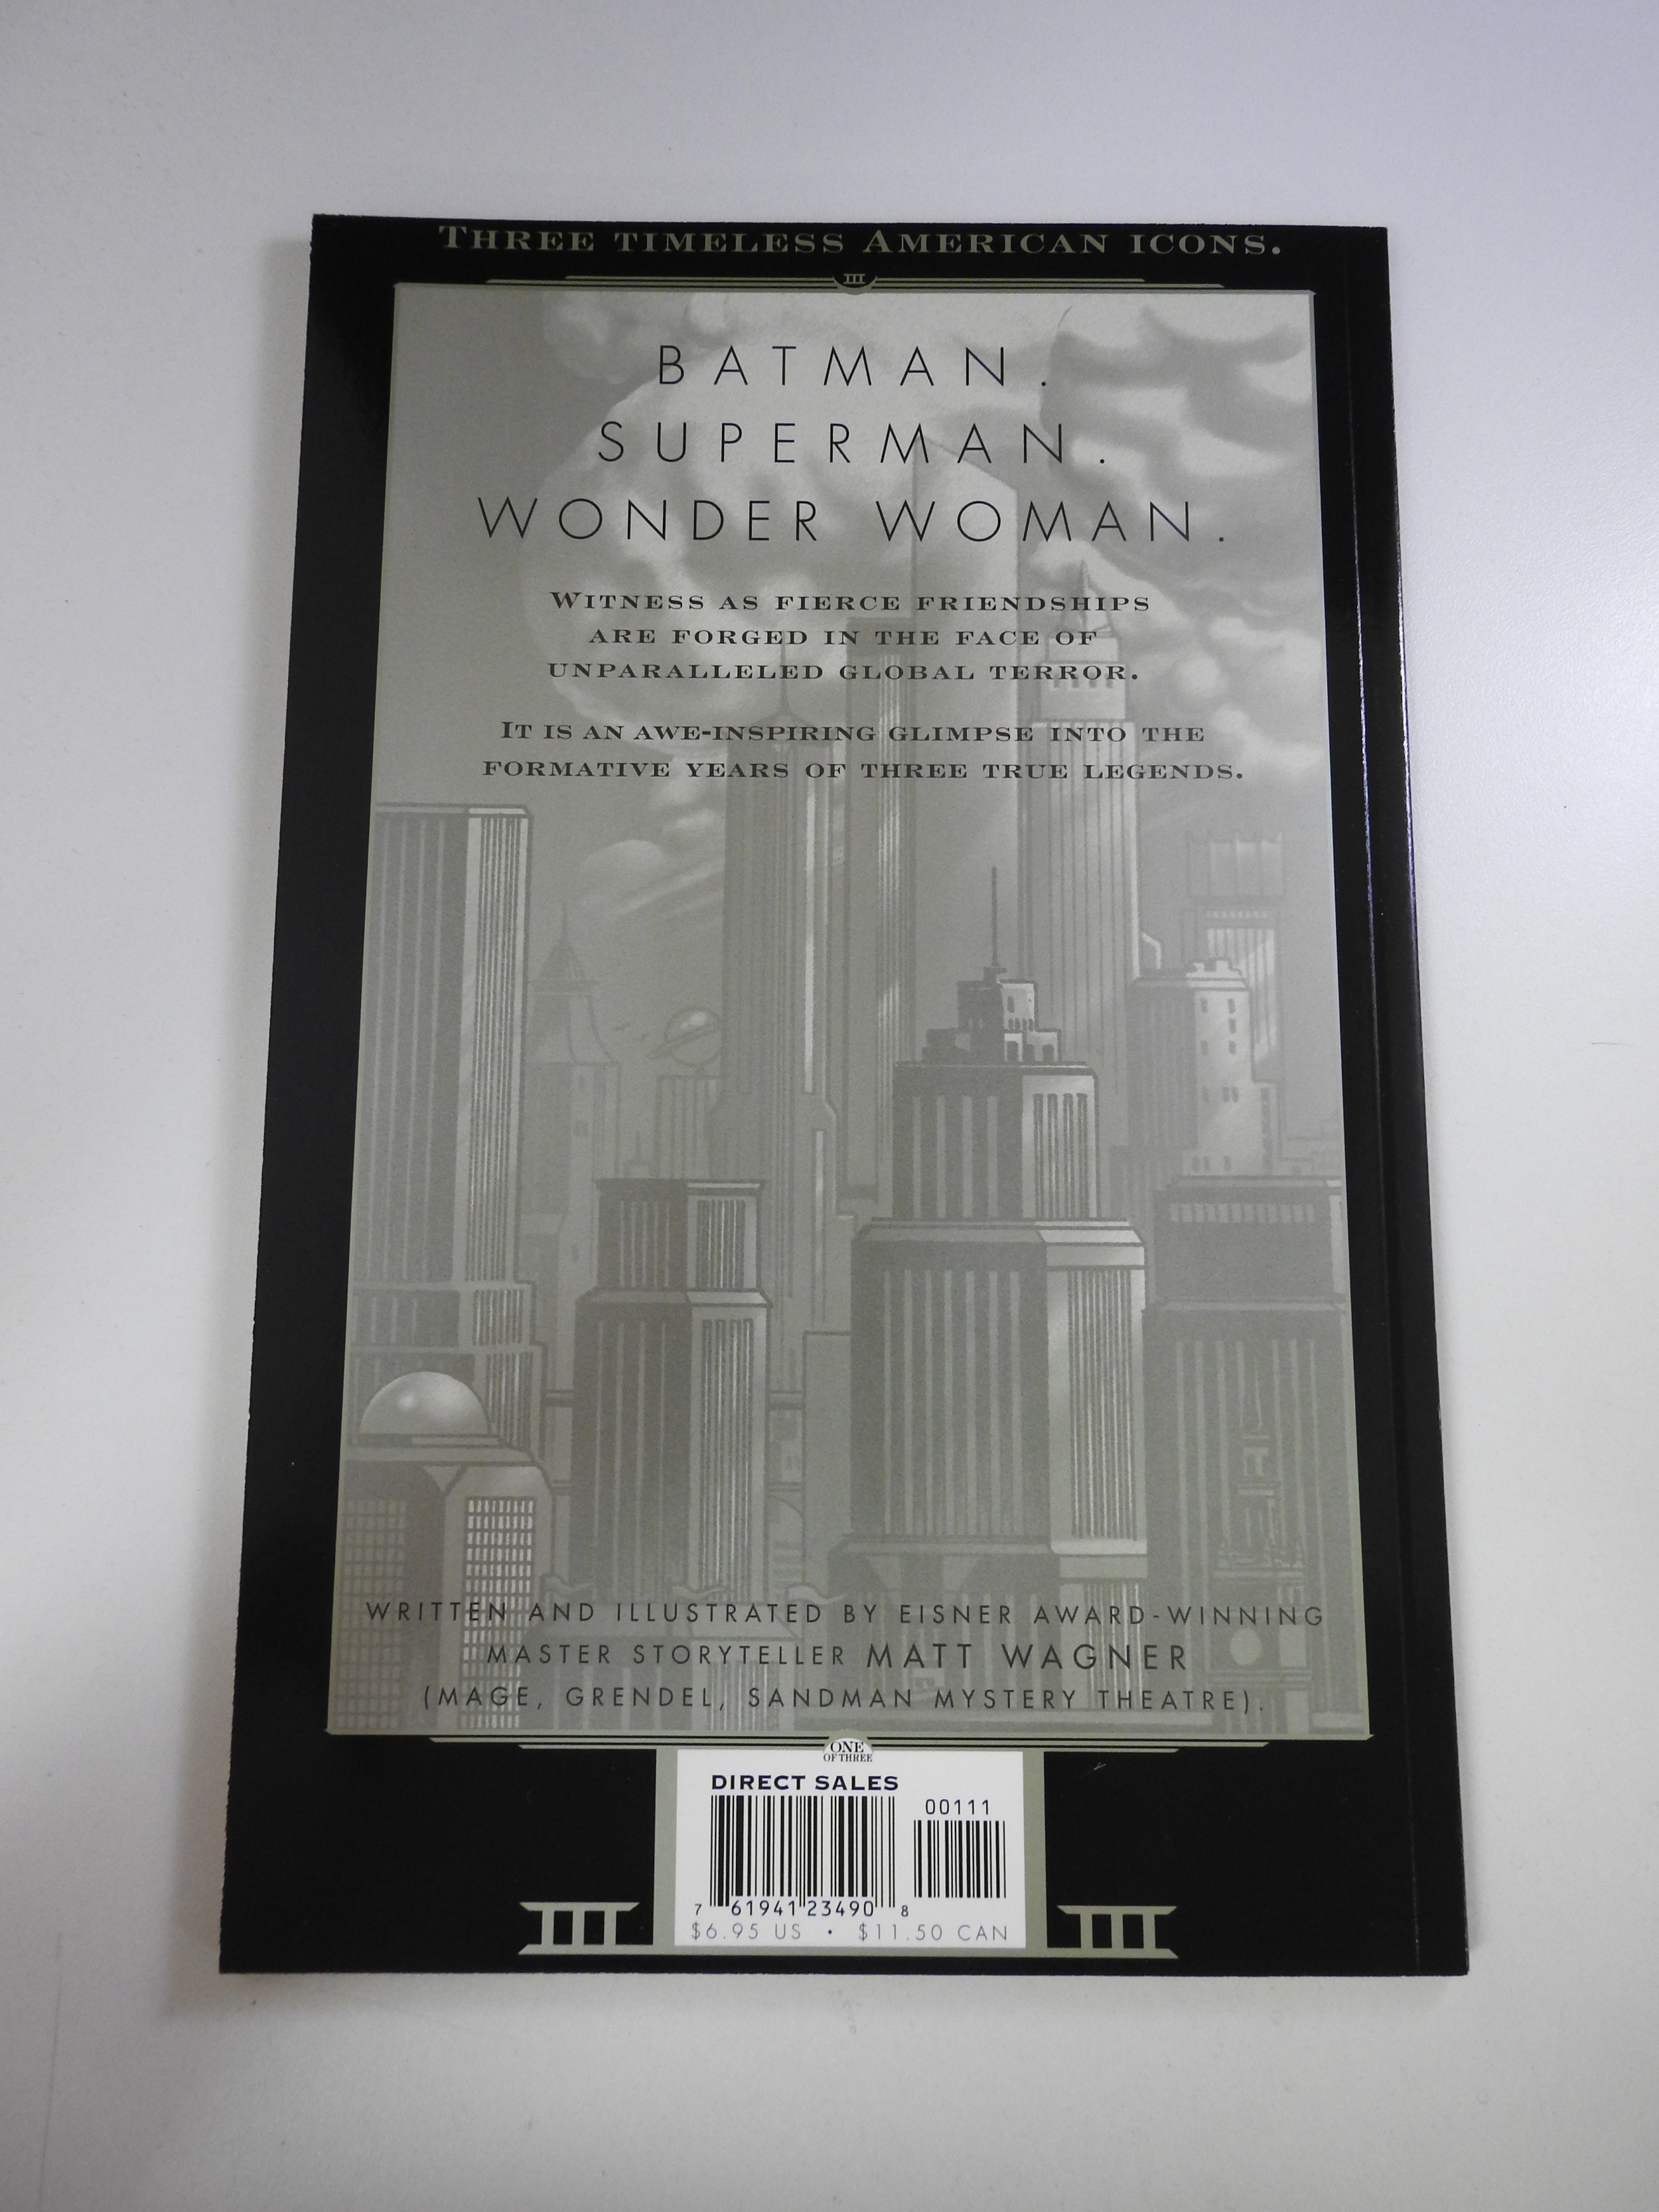 THREE TIMELESS AMERICAN ICONS.
III
BATMAN.
SUPERMAN.
WONDER WOMAN.
WITNESS AS FIERCE FRIENDSHIPS
ARE FORGED IN THE FACE OF
UNPARALLELED GLOBAL TERROR.
IT IS AN AWE-INSPIRING GLIMPSE INTO THE
FORMATIVE YEARS OF THREE TRUE LEGENDS.
WRITTEN AND ILLUSTRATED BY EISNER AWARD-WINNING
MASTER STORYTELLER MATT WAGNER
(MAGE, GRENDEL, SANDMAN MYSTERY THEATRE).
ONE
OF THREE
DIRECT SALES
00111
7 61941 23490 8
$6.95 US • $11.50 CAN
III III